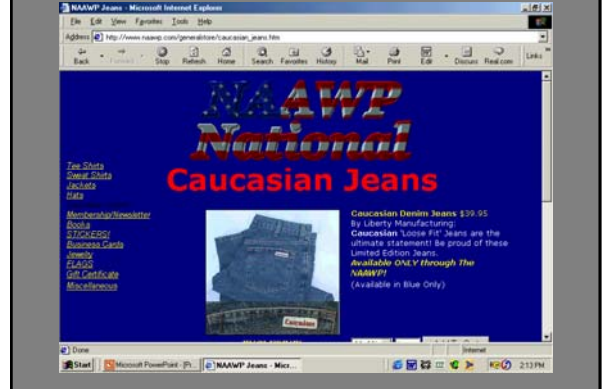 NAAWP Jeans - Microsoft Internet Explorer
File Edit View Favorites Tools Help
Address http://www.naawp.com/generalstore/caucasian_jeans.htm
Back Forward Stop Refresh Home Search Favorites History Mail Print Edit Discuss Real.com Links »
NAAWP
National
Caucasian Jeans
Tee Shirts
Sweat Shirts
Jackets
Hats
Membership/Newsletter
Books
STICKERS!
Business Cards
Jewelry
FLAGS
Gift Certificate
Miscellaneous
Caucasian
Caucasian Denim Jeans $39.95
By Liberty Manufacturing:
Caucasian 'Loose Fit' Jeans are the
ultimate statement! Be proud of these
Limited Edition Jeans.
Available ONLY through The
NAAWP!
(Available in Blue Only)
Done Internet
Start Microsoft PowerPoint - [Pr... NAAWP Jeans - Micr... 2:13 PM